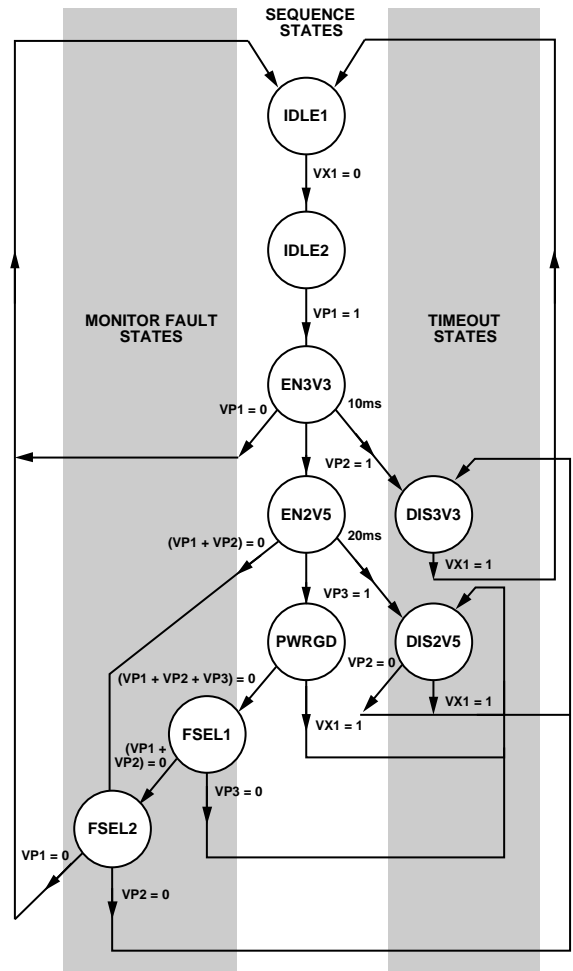 SEQUENCE
STATES
IDLE1
VX1 = 0
IDLE2
MONITOR FAULT
STATES
VP1 = 1
TIMEOUT
STATES
EN3V3
VP1 = 0
10ms
VP2 = 1
EN2V5
DIS3V3
(VP1 + VP2) = 0
20ms
VX1 = 1
VP3 = 1
PWRGD
DIS2V5
VP2 = 0
(VP1 + VP2 + VP3) = 0
VX1 = 1
VX1 = 1
FSEL1
(VP1 +
VP2) = 0
VP3 = 0
FSEL2
VP1 = 0
VP2 = 0